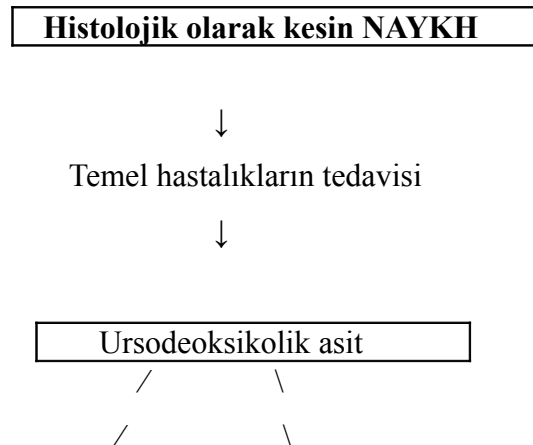 Histolojik olarak kesin NAYKH
↓
Temel hastalıkların tedavisi
↓
Ursodeoksikolik asit
/ \
/ \